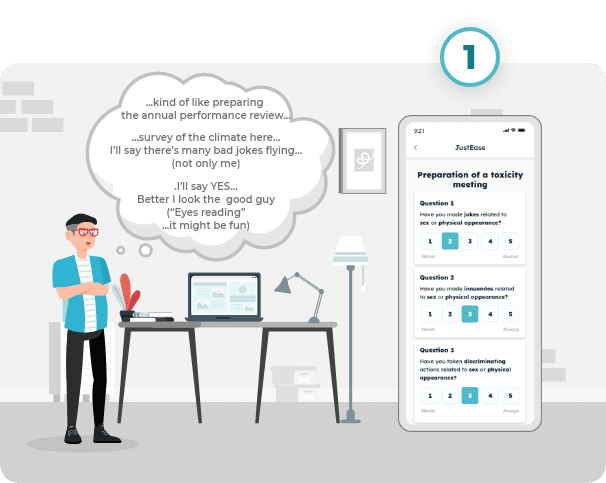 1
...kind of like preparing
the annual performance review...
...survey of the climate here...
I'll say there's many bad jokes flying...
(not only me)
.I'll say YES...
Better I look the good guy
("Eyes reading"
...it might be fun)
9:21
< JustEase
Preparation of a toxicity
meeting
Question 1
Have you made jokes related to
sex or physical appearance?
1 2 3 4 5
Never Always
Question 2
Have you made innuendos related
to sex or physical appearance?
1 2 3 4 5
Never Always
Question 3
Have you taken discriminating
actions related to sex or physical
appearance?
1 2 3 4 5
Never Always